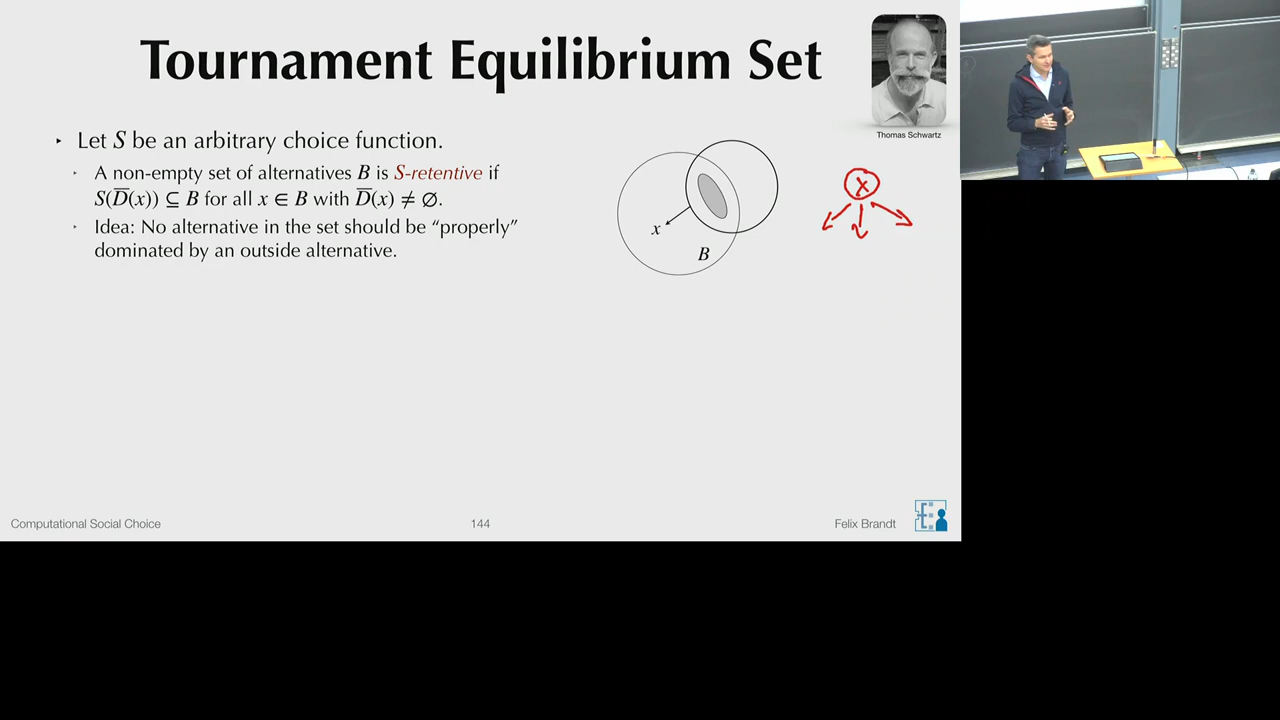 Tournament Equilibrium Set
Thomas Schwartz
‣ Let S be an arbitrary choice function.
‣ A non-empty set of alternatives B is S-retentive if
S(D̅(x)) ⊆ B for all x ∈ B with D̅(x) ≠ ∅.
‣ Idea: No alternative in the set should be “properly”
dominated by an outside alternative.
x
B
X
Computational Social Choice
144
Felix Brandt